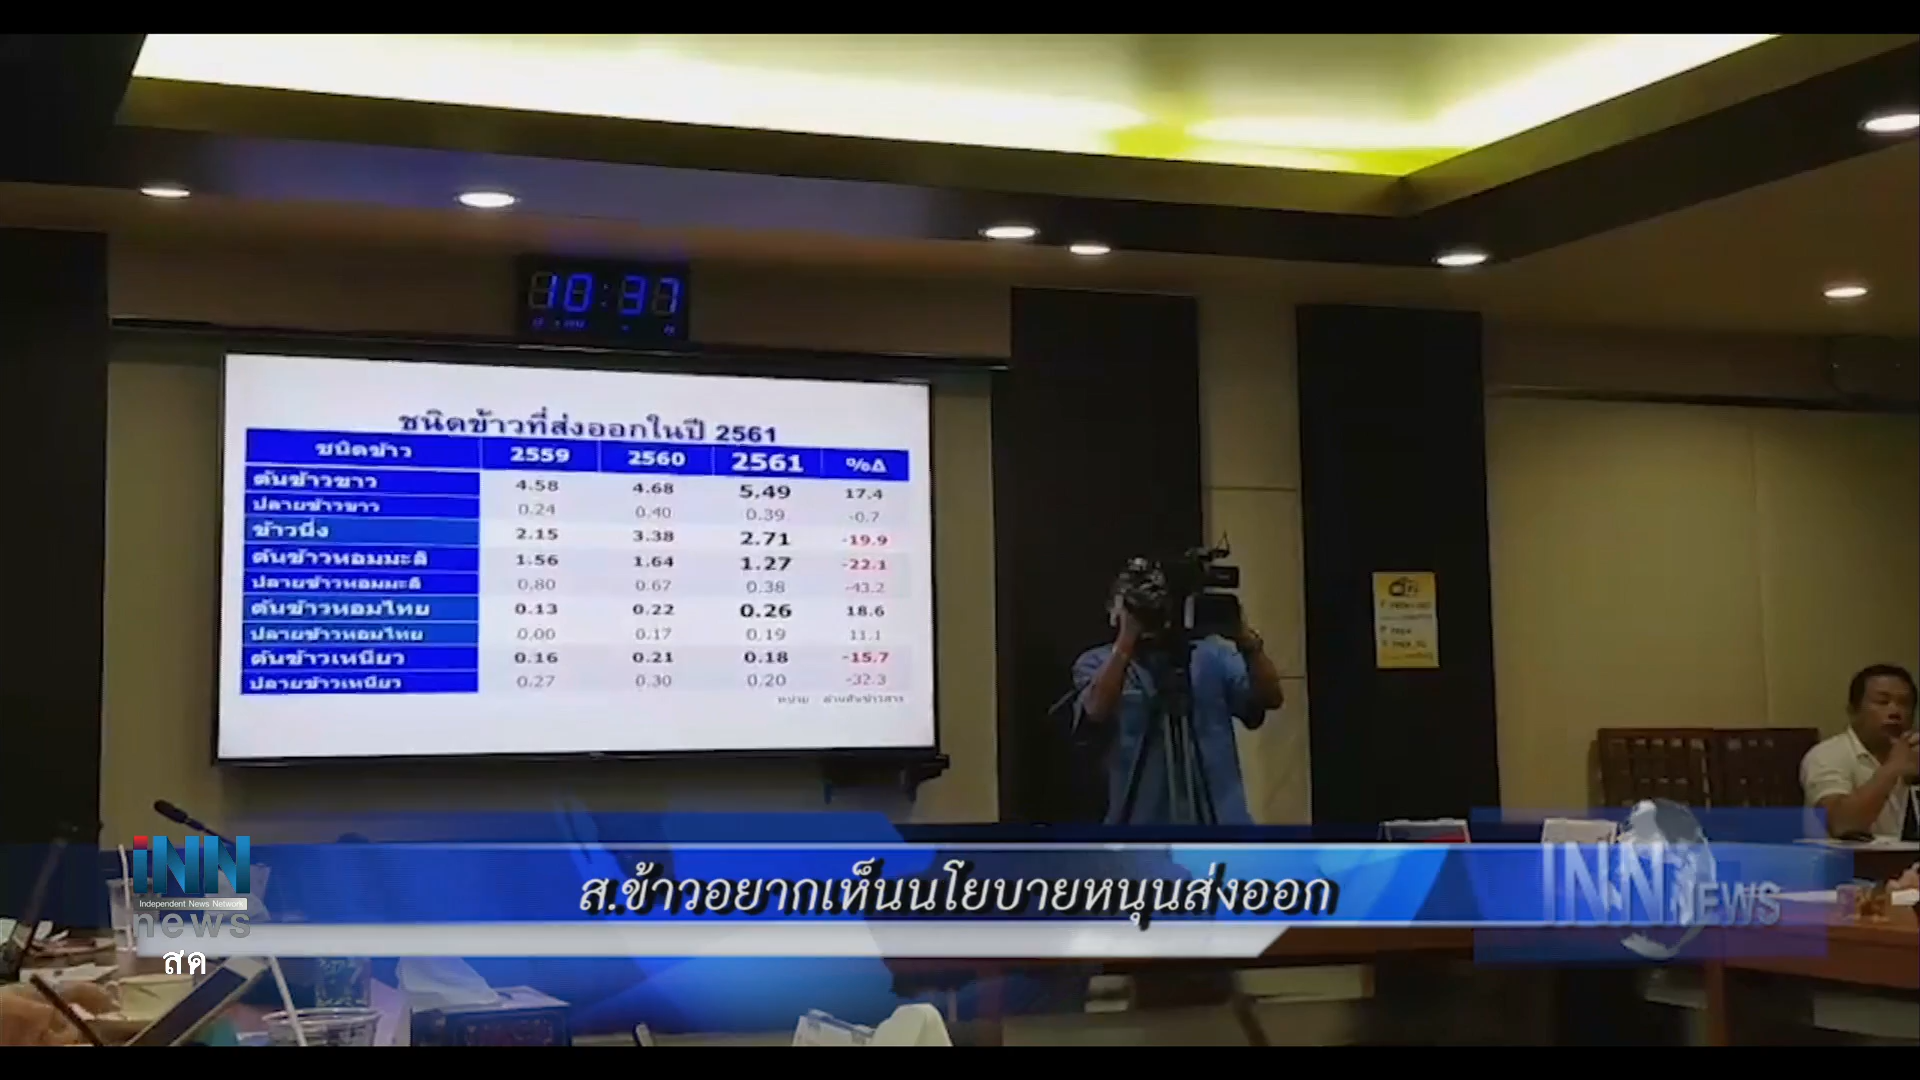 10:37
ชนิดข้าวที่ส่งออกในปี 2561
ชนิดข้าว 2559 2560 2561 %Δ
ต้นข้าวขาว 4.58 4.68 5.49 17.4
ปลายข้าวขาว 0.24 0.40 0.39 -0.7
ข้าวนึ่ง 2.15 3.38 2.71 -19.9
ต้นข้าวหอมมะลิ 1.56 1.64 1.27 -22.1
ปลายข้าวหอมมะลิ 0.80 0.67 0.38 -43.2
ต้นข้าวหอมไทย 0.13 0.22 0.26 18.6
ปลายข้าวหอมไทย 0.00 0.17 0.19 11.1
ต้นข้าวเหนียว 0.16 0.21 0.18 -15.7
ปลายข้าวเหนียว 0.27 0.30 0.20 -32.3
iNN
Independent News Network
news
สด
ส.ข้าวอยากเห็นนโยบายหนุนส่งออก
INN NEWS